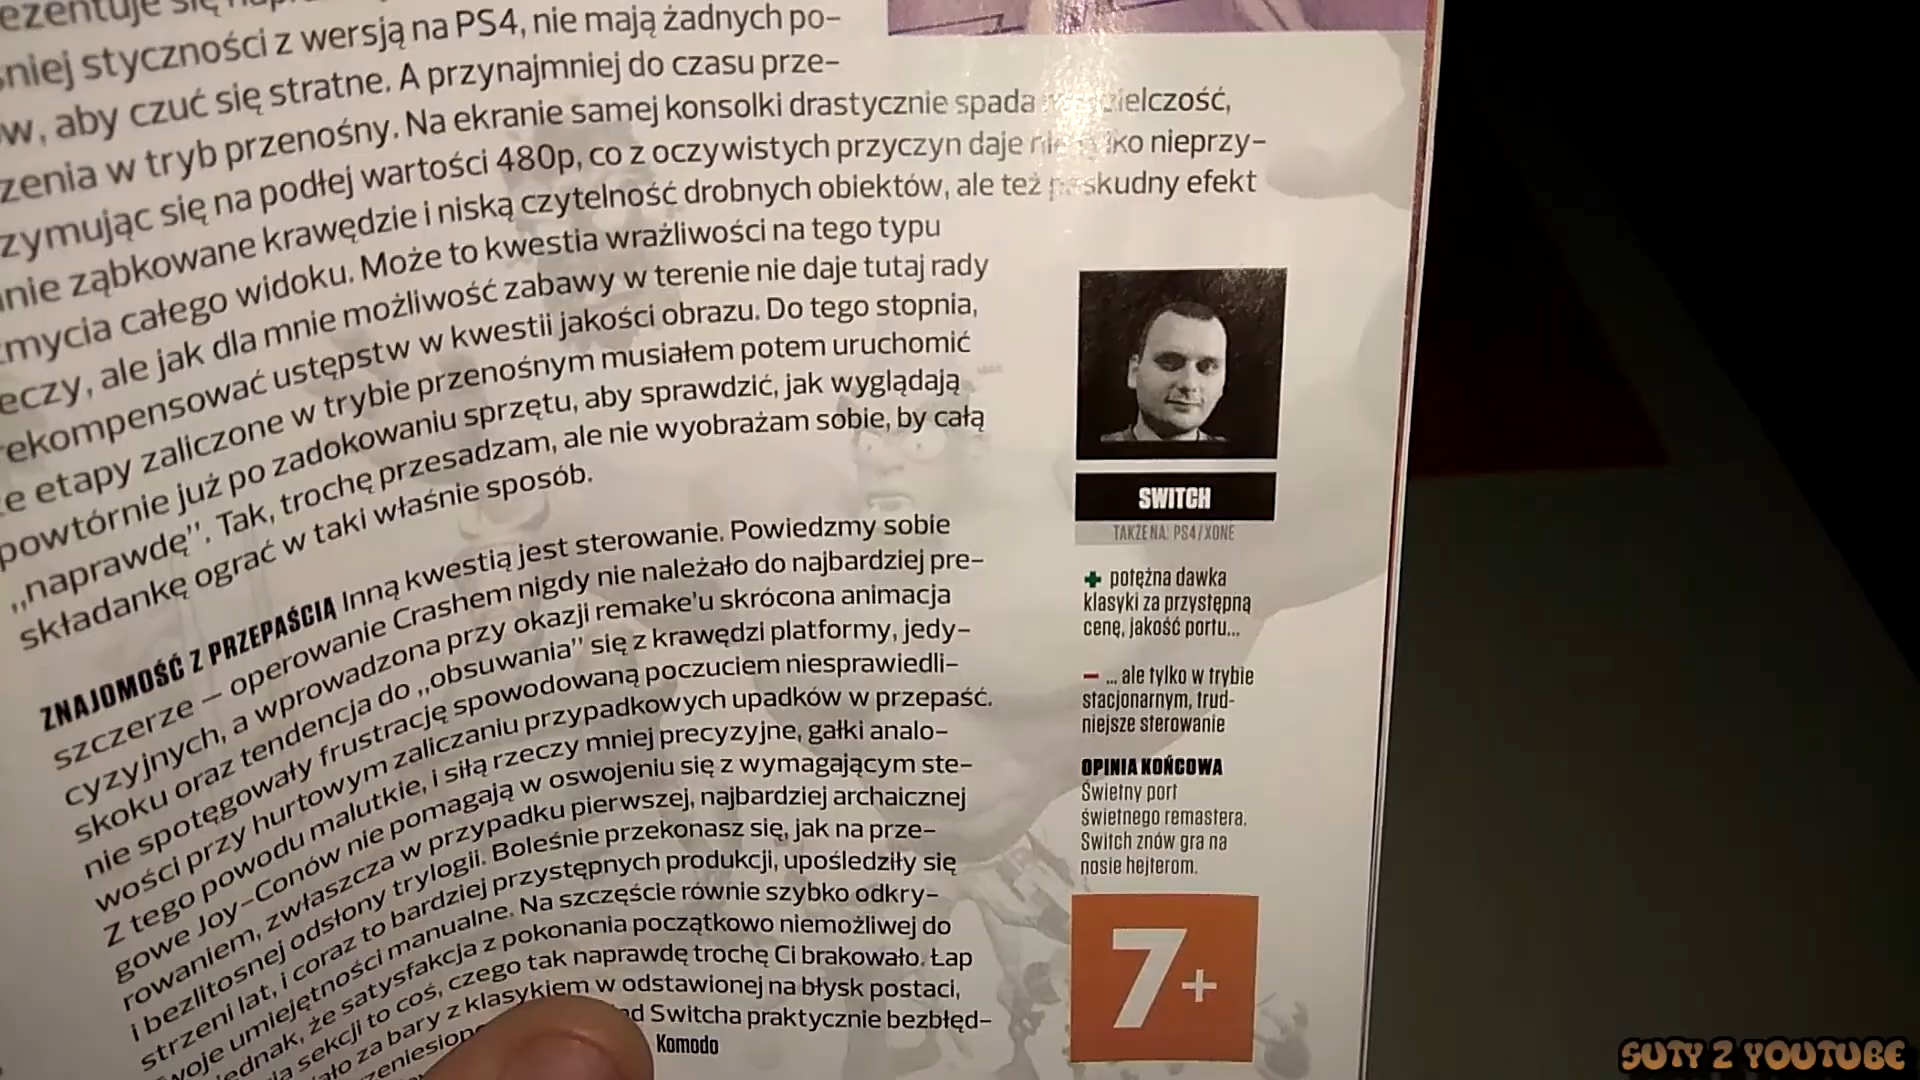 śniej styczności z wersją na PS4, nie mają żadnych po-
w, aby czuć się stratne. A przynajmniej do czasu prze-
zenia w tryb przenośny. Na ekranie samej konsolki drastycznie spada
zymując się na podłej wartości 480p, co z oczywistych przyczyn daje nie tylko nieprzy-
nie ząbkowane krawędzie i niską czytelność drobnych obiektów, ale też paskudny efekt
zmycia całego widoku. Może to kwestia wrażliwości na tego typu
eczy, ale jak dla mnie możliwość zabawy w terenie nie daje tutaj rady
rekompensować ustępstw w kwestii jakości obrazu. Do tego stopnia,
że etapy zaliczone w trybie przenośnym musiałem potem uruchomić
powtórnie już po zadokowaniu sprzętu, aby sprawdzić, jak wyglądają
„naprawdę”. Tak, trochę przesadzam, ale nie wyobrażam sobie, by całą
składankę ograć w taki właśnie sposób.
ZNAJOMOŚĆ Z PRZEPAŚCIĄ Inną kwestią jest sterowanie. Powiedzmy sobie
szczerze – operowanie Crashem nigdy nie należało do najbardziej pre-
cyzyjnych, a wprowadzona przy okazji remake'u skrócona animacja
skoku oraz tendencja do „obsuwania” się z krawędzi platformy, jedy-
nie spotęgowały frustrację spowodowaną poczuciem niesprawiedli-
wości przy hurtowym zaliczaniu przypadkowych upadków w przepaść.
Z tego powodu malutkie, i siłą rzeczy mniej precyzyjne, gałki analo-
gowe Joy-Conów nie pomagają w oswojeniu się z wymagającym ste-
rowaniem, zwłaszcza w przypadku pierwszej, najbardziej archaicznej
i bezlitosnej odsłony trylogii. Boleśnie przekonasz się, jak na prze-
strzeni lat, i coraz to bardziej przystępnych produkcji, upośledziły się
woje umiejętności manualne. Na szczęście równie szybko odkry-
ednak, że satysfakcja z pokonania początkowo niemożliwej do
a sekcji to coś, czego tak naprawdę trochę Ci brakowało. Łap
ało za bary z klasykiem w odstawionej na błysk postaci,
zeniesion ad Switcha praktycznie bezbłęd-
Komodo
SWITCH
TAKŻE NA: PS4/XONE
+ potężna dawka
klasyki za przystępną
cenę, jakość portu...
– ... ale tylko w trybie
stacjonarnym, trud-
niejsze sterowanie
OPINIA KOŃCOWA
Świetny port
świetnego remastera.
Switch znów gra na
nosie hejterom.
7+
SUTY 2 YOUTUBE